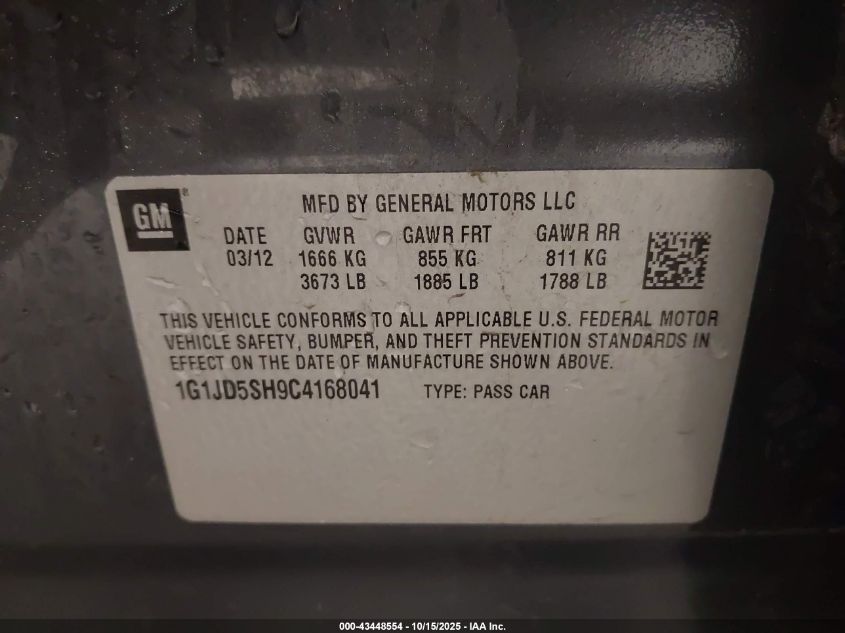 GM ®
MFD BY GENERAL MOTORS LLC
DATE GVWR GAWR FRT GAWR RR
03/12 1666 KG 855 KG 811 KG
3673 LB 1885 LB 1788 LB
THIS VEHICLE CONFORMS TO ALL APPLICABLE U.S. FEDERAL MOTOR
VEHICLE SAFETY, BUMPER, AND THEFT PREVENTION STANDARDS IN
EFFECT ON THE DATE OF MANUFACTURE SHOWN ABOVE.
1G1JD5SH9C4168041 TYPE: PASS CAR
000-43448554 - 10/15/2025 - IAA Inc.